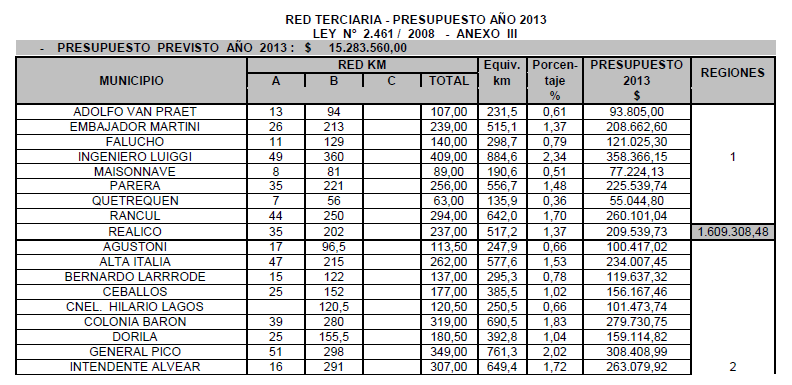 RED TERCIARIA - PRESUPUESTO AÑO 2013
LEY Nº 2.461 / 2008 - ANEXO III
- PRESUPUESTO PREVISTO AÑO 2013 : $ 15.283.560,00
MUNICIPIO RED KM Equiv. km Porcen- taje % PRESUPUESTO 2013 $ REGIONES
A B C TOTAL
ADOLFO VAN PRAET 13 94 107,00 231,5 0,61 93.805,00
EMBAJADOR MARTINI 26 213 239,00 515,1 1,37 208.662,60
FALUCHO 11 129 140,00 298,7 0,79 121.025,30
INGENIERO LUIGGI 49 360 409,00 884,6 2,34 358.366,15 1
MAISONNAVE 8 81 89,00 190,6 0,51 77.224,13
PARERA 35 221 256,00 556,7 1,48 225.539,74
QUETREQUEN 7 56 63,00 135,9 0,36 55.044,80
RANCUL 44 250 294,00 642,0 1,70 260.101,04
REALICO 35 202 237,00 517,2 1,37 209.539,73 1.609.308,48
AGUSTONI 17 96,5 113,50 247,9 0,66 100.417,02
ALTA ITALIA 47 215 262,00 577,6 1,53 234.007,45
BERNARDO LARRRODE 15 122 137,00 295,3 0,78 119.637,32
CEBALLOS 25 152 177,00 385,5 1,02 156.167,46
CNEL. HILARIO LAGOS 120,5 120,50 250,5 0,66 101.473,74
COLONIA BARON 39 280 319,00 690,5 1,83 279.730,75
DORILA 25 155,5 180,50 392,8 1,04 159.114,82
GENERAL PICO 51 298 349,00 761,3 2,02 308.408,99
INTENDENTE ALVEAR 16 291 307,00 649,4 1,72 263.079,92 2